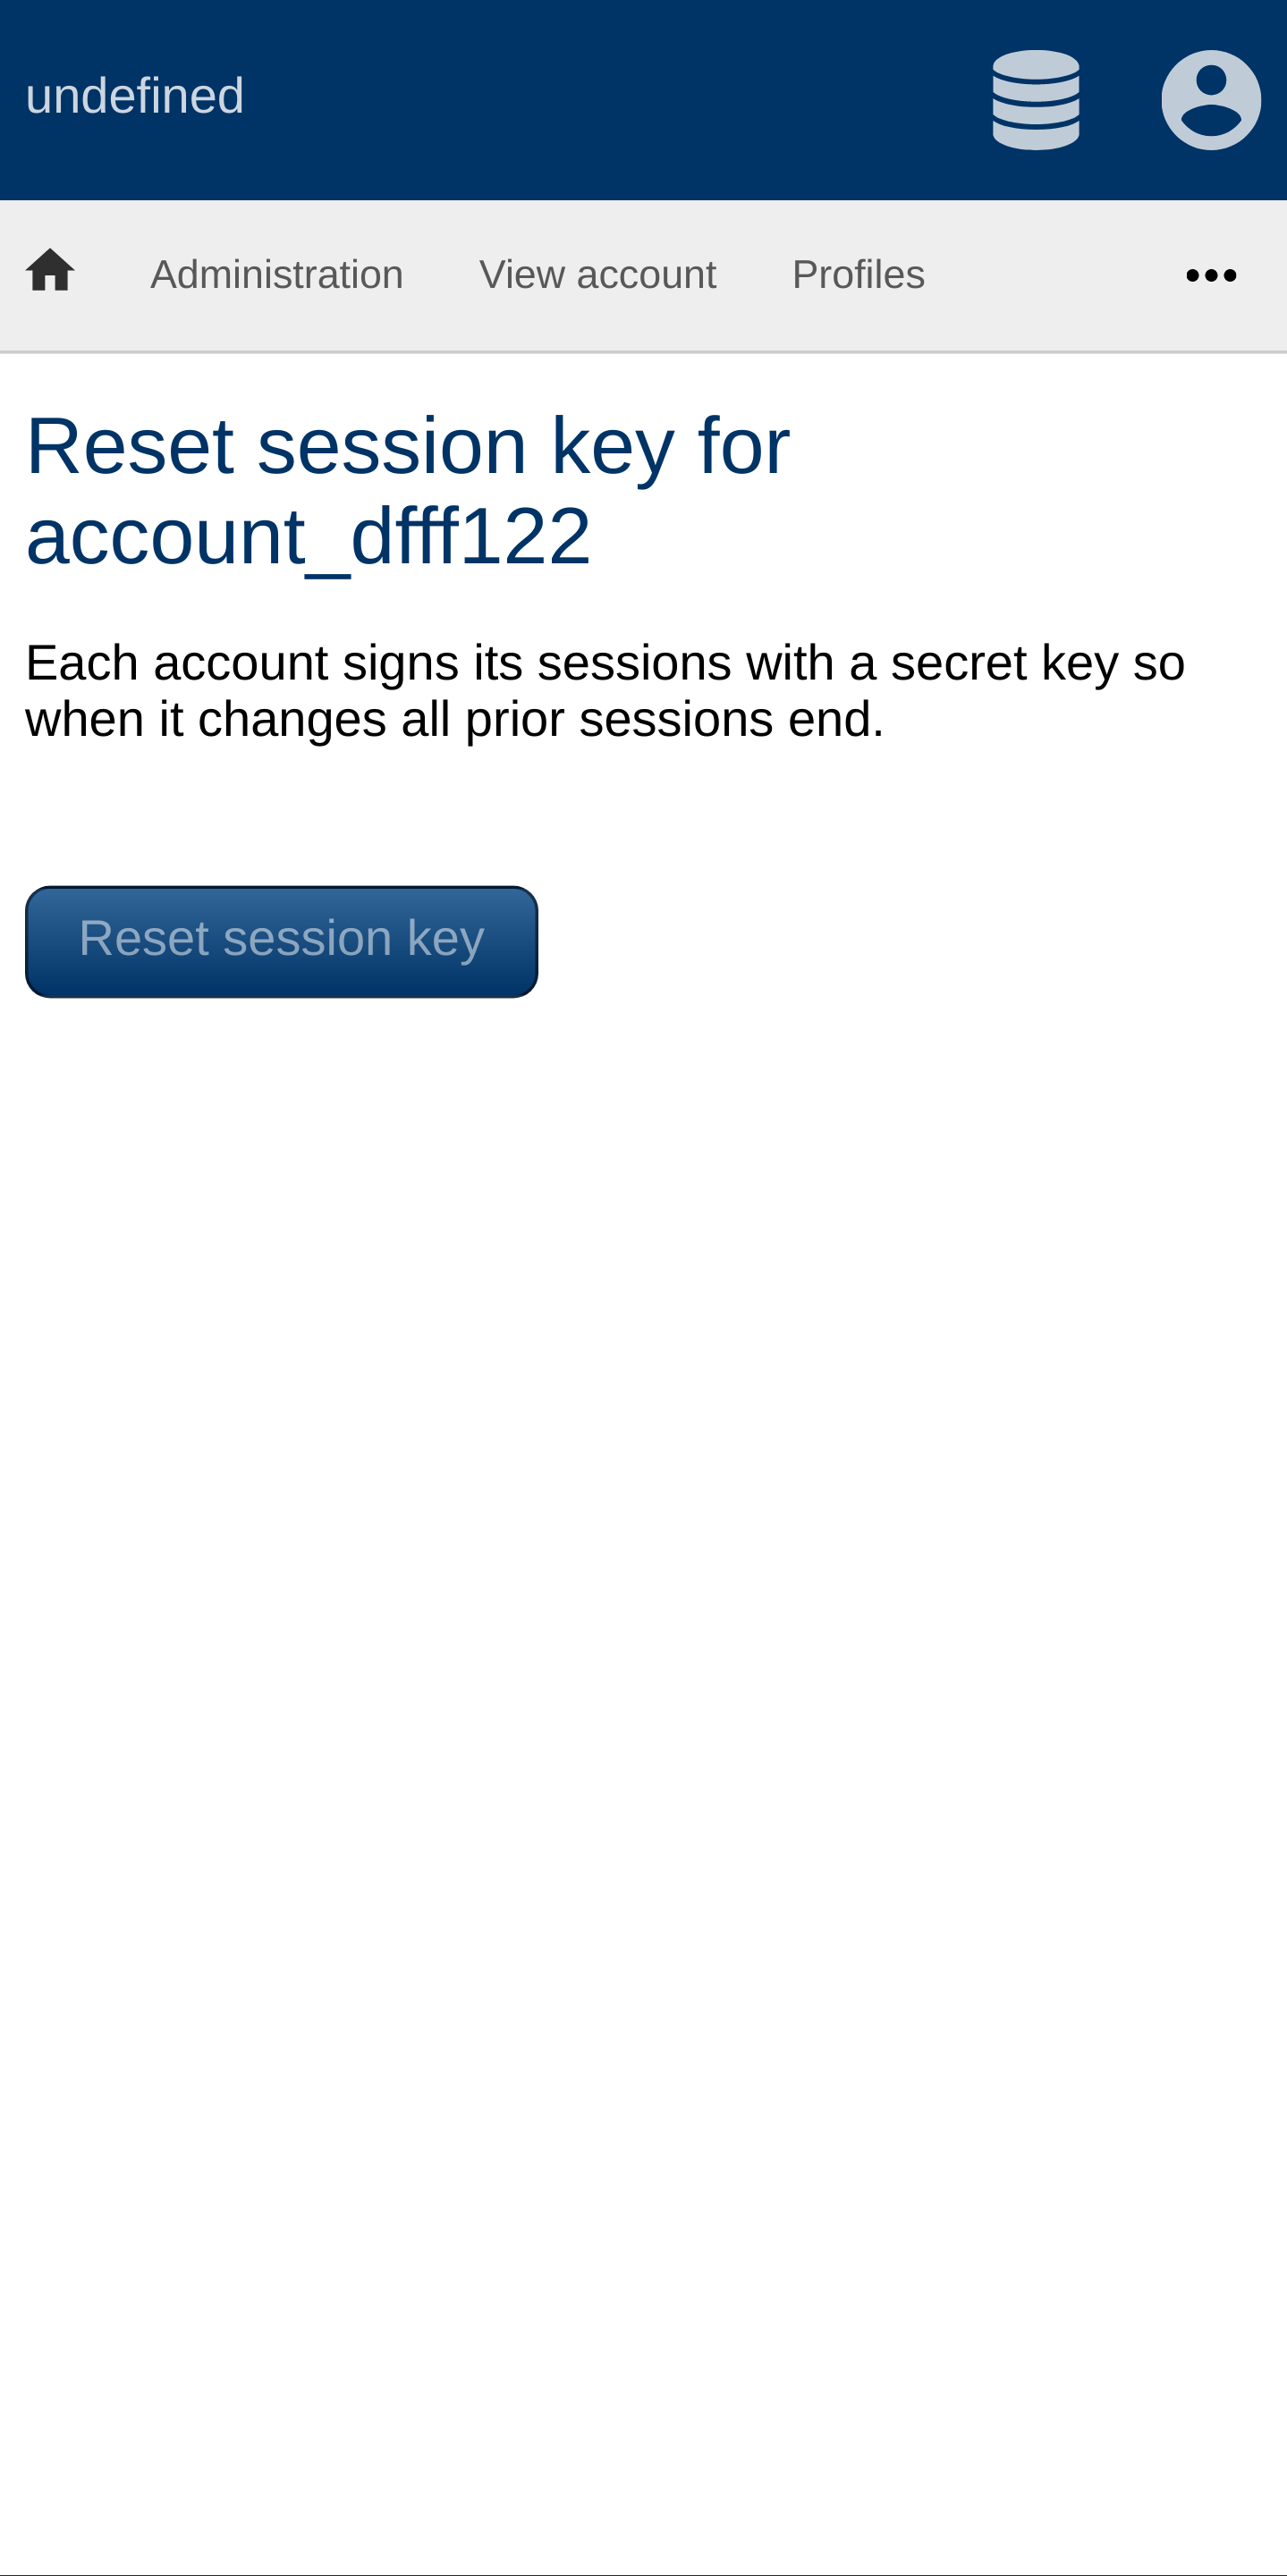 undefined
Administration View account Profiles
Reset session key for
account_dfff122
Each account signs its sessions with a secret key so
when it changes all prior sessions end.
Reset session key